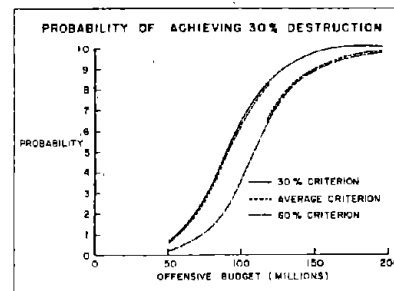 PROBABILITY OF ACHIEVING 30% DESTRUCTION
1.0
.9
.8
.7
.6
PROBABILITY
.5
.4
.3
.2
.1
0
30% CRITERION
AVERAGE CRITERION
60% CRITERION
0 50 100 150 200
OFFENSIVE BUDGET (MILLIONS)